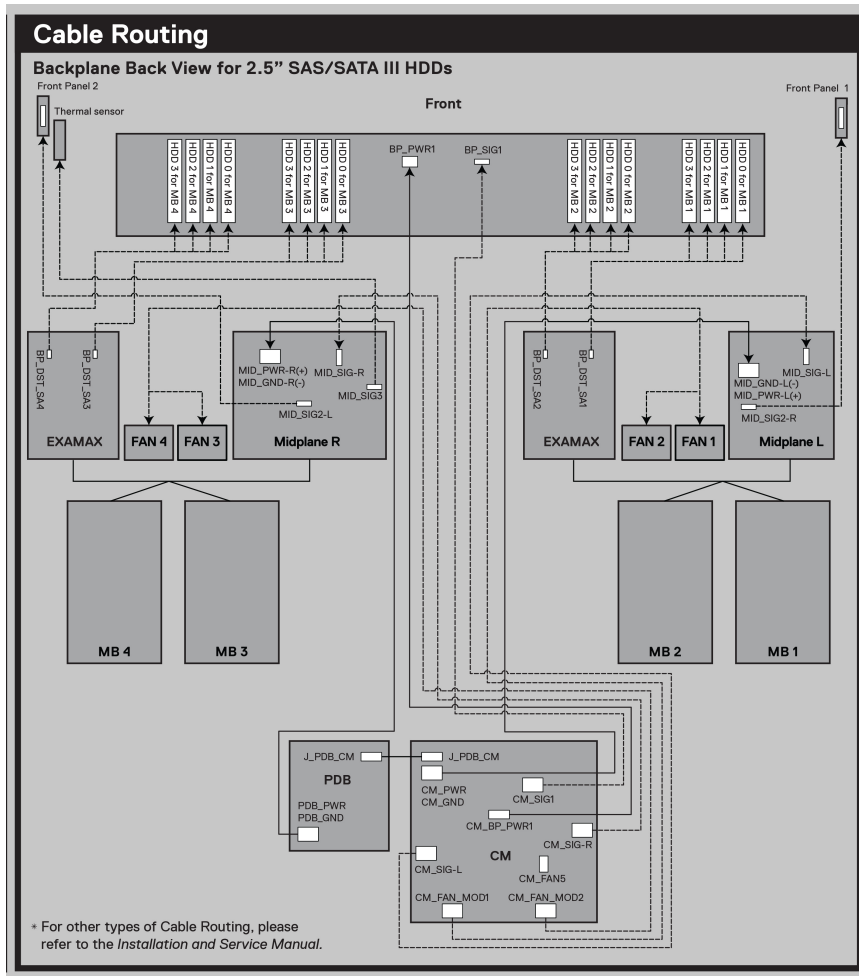 Cable Routing
Backplane Back View for 2.5” SAS/SATA III HDDs
Front Panel 2
Thermal sensor
Front
Front Panel 1
HDD 3 for MB 4
HDD 2 for MB 4
HDD 1 for MB 4
HDD 0 for MB 4
HDD 3 for MB 3
HDD 2 for MB 3
HDD 1 for MB 3
HDD 0 for MB 3
BP_PWR1
BP_SIG1
HDD 3 for MB 2
HDD 2 for MB 2
HDD 1 for MB 2
HDD 0 for MB 2
HDD 3 for MB 1
HDD 2 for MB 1
HDD 1 for MB 1
HDD 0 for MB 1
BP_DST_SA4
BP_DST_SA3
EXAMAX
FAN 4
FAN 3
MID_PWR-R(+)
MID_GND-R(-)
MID_SIG-R
MID_SIG3
MID_SIG2-L
Midplane R
BP_DST_SA2
BP_DST_SA1
EXAMAX
FAN 2
FAN 1
MID_SIG-L
MID_GND-L(-)
MID_PWR-L(+)
MID_SIG2-R
Midplane L
MB 4
MB 3
MB 2
MB 1
J_PDB_CM
PDB
PDB_PWR
PDB_GND
J_PDB_CM
CM_PWR
CM_GND
CM_SIG1
CM_BP_PWR1
CM_SIG-R
CM
CM_SIG-L
CM_FAN5
CM_FAN_MOD1
CM_FAN_MOD2
* For other types of Cable Routing, please
refer to the Installation and Service Manual.